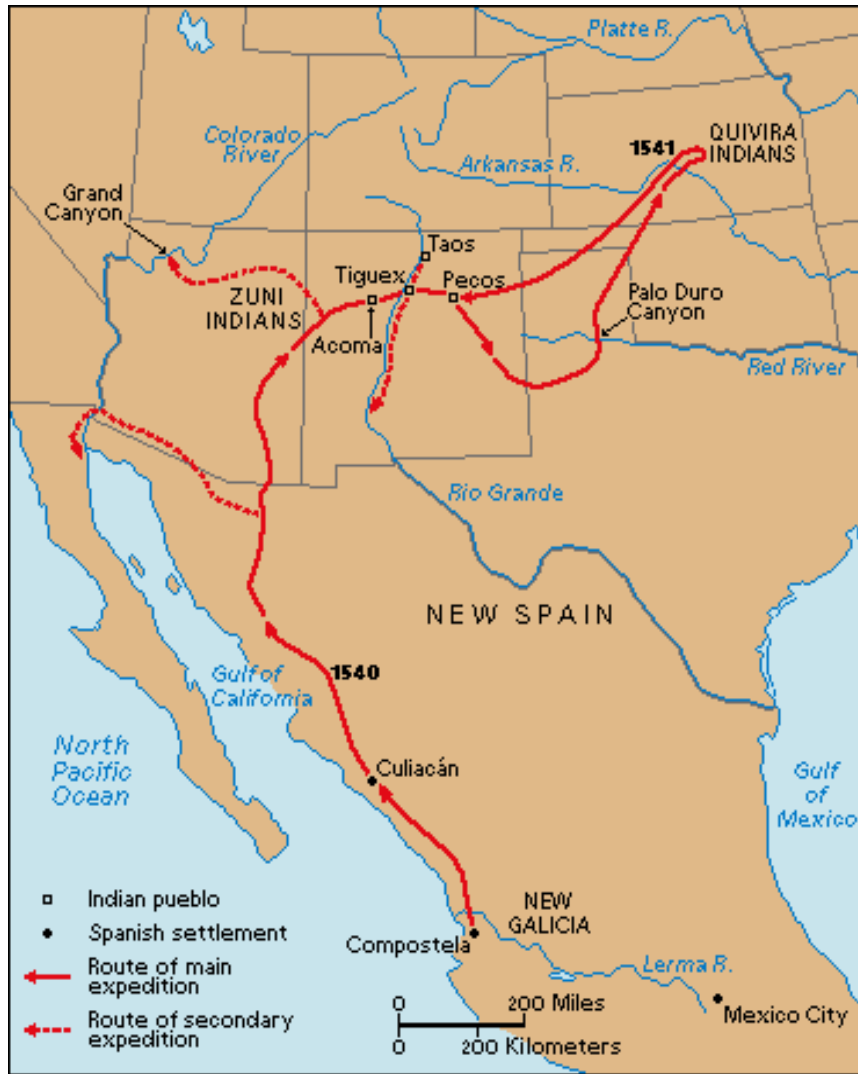 Platte R.
Colorado
River
1541
QUIVIRA
INDIANS
Arkansas R.
Grand
Canyon
Taos
Tiguex
Pecos
ZUNI
INDIANS
Palo Duro
Canyon
Acoma
Red River
Rio Grande
NEW SPAIN
1540
Gulf of
California
North
Pacific
Ocean
Culiacán
Gulf
of
Mexico
Indian pueblo
NEW
GALICIA
Spanish settlement
Compostela
Lerma R.
Route of main
expedition
0 200 Miles
Mexico City
Route of secondary
expedition
0 200 Kilometers